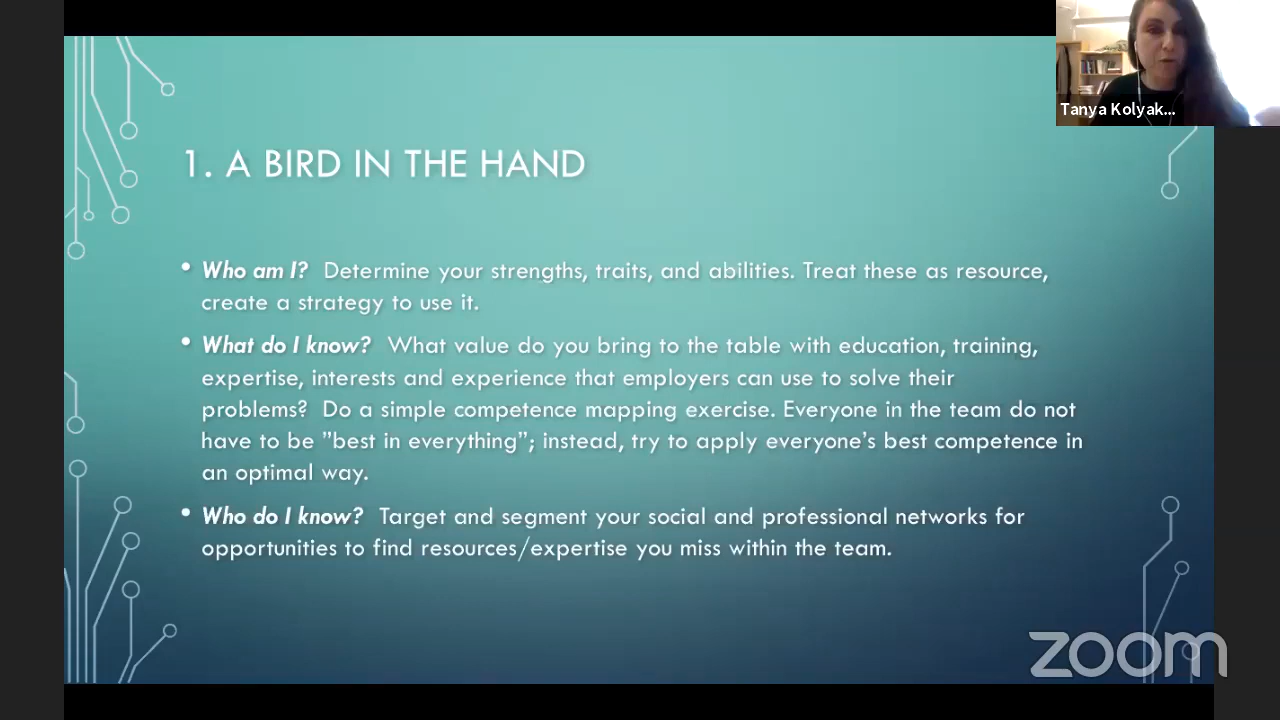 Tanya Kolyak...
1. A BIRD IN THE HAND
• Who am I? Determine your strengths, traits, and abilities. Treat these as resource,
create a strategy to use it.
• What do I know? What value do you bring to the table with education, training,
expertise, interests and experience that employers can use to solve their
problems? Do a simple competence mapping exercise. Everyone in the team do not
have to be ”best in everything”; instead, try to apply everyone’s best competence in
an optimal way.
• Who do I know? Target and segment your social and professional networks for
opportunities to find resources/expertise you miss within the team.
zoom